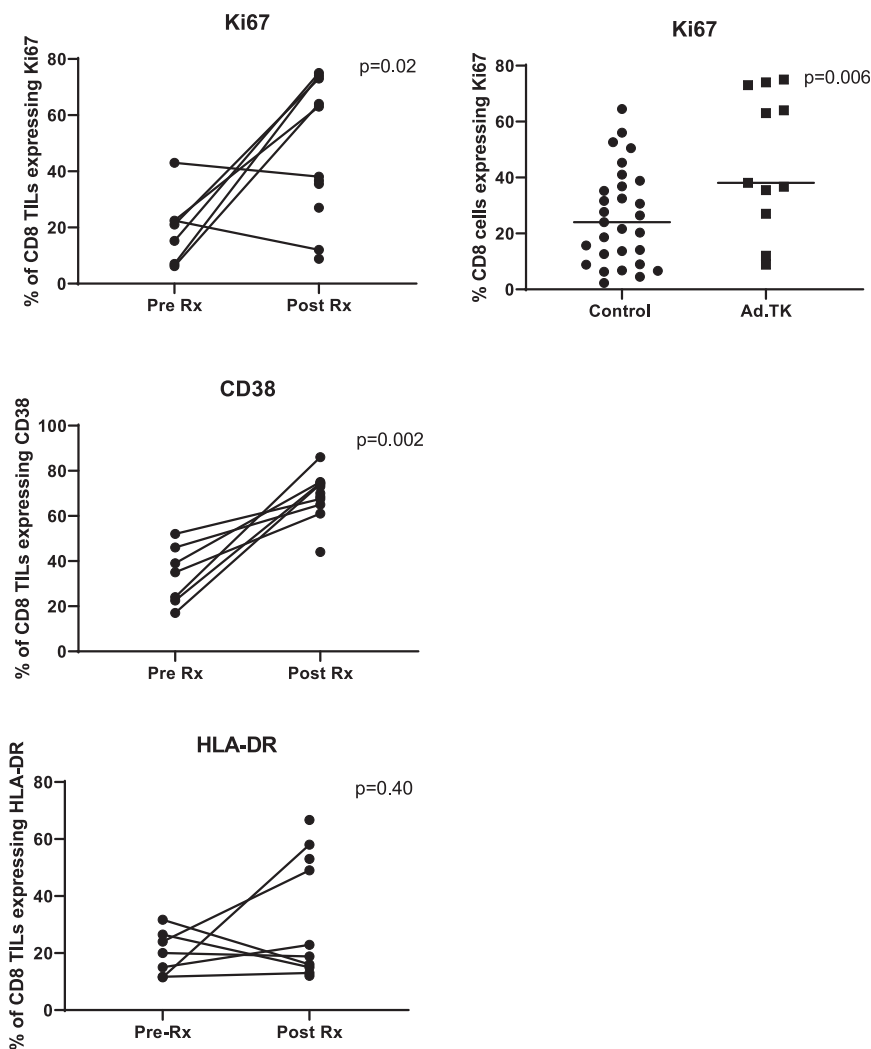 Ki67
% of CD8 TILs expressing Ki67
80
60
40
20
0
p=0.02
Pre Rx
Post Rx
Ki67
% CD8 cells expressing Ki67
80
60
40
20
0
p=0.006
Control
Ad.TK
CD38
% of CD8 TILs expressing CD38
100
80
60
40
20
0
p=0.002
Pre Rx
Post Rx
HLA-DR
% of CD8 TILs expressing HLA-DR
80
60
40
20
0
p=0.40
Pre-Rx
Post Rx